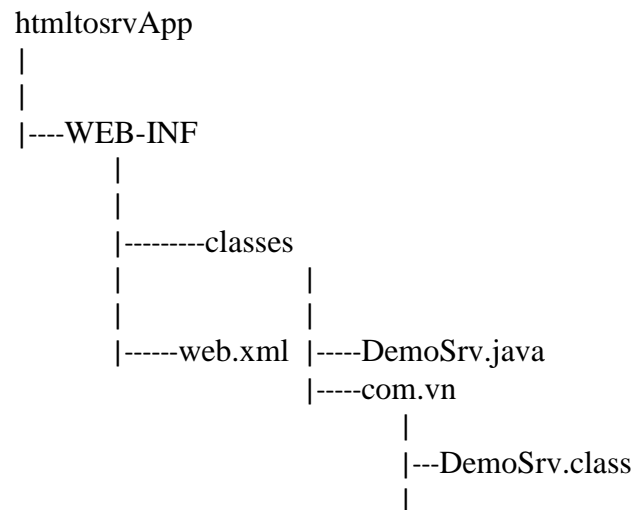 htmltosrvApp
|
|
|----WEB-INF
|
|
|---------classes
| |
| |
|------web.xml |-----DemoSrv.java
|-----com.vn
|
|---DemoSrv.class
|